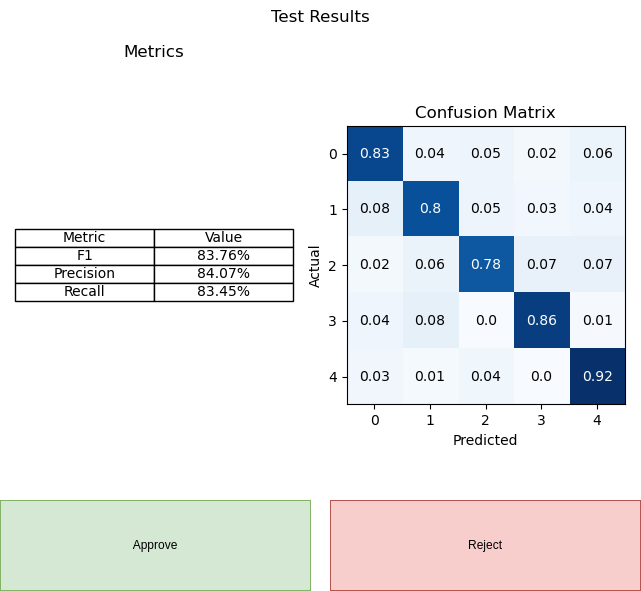 Test Results
Metrics
Metric Value
F1 83.76%
Precision 84.07%
Recall 83.45%
Confusion Matrix
Actual
0 0.83 0.04 0.05 0.02 0.06
1 0.08 0.8 0.05 0.03 0.04
2 0.02 0.06 0.78 0.07 0.07
3 0.04 0.08 0.0 0.86 0.01
4 0.03 0.01 0.04 0.0 0.92
0 1 2 3 4
Predicted
Approve
Reject